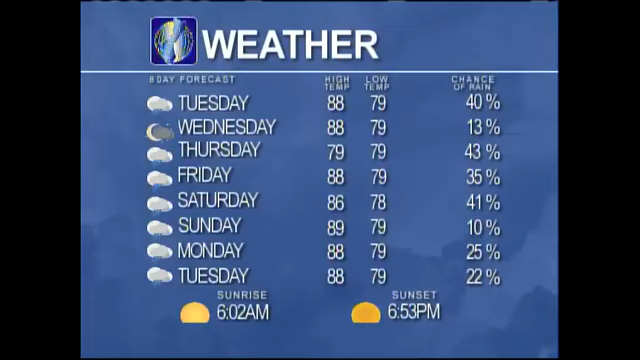 WEATHER
8 DAY FORECAST HIGH TEMP LOW TEMP CHANCE OF RAIN
TUESDAY 88 79 40 %
WEDNESDAY 88 79 13 %
THURSDAY 79 79 43 %
FRIDAY 88 79 35 %
SATURDAY 86 78 41 %
SUNDAY 89 79 10 %
MONDAY 88 79 25 %
TUESDAY 88 79 22 %
SUNRISE SUNSET
6:02AM 6:53PM